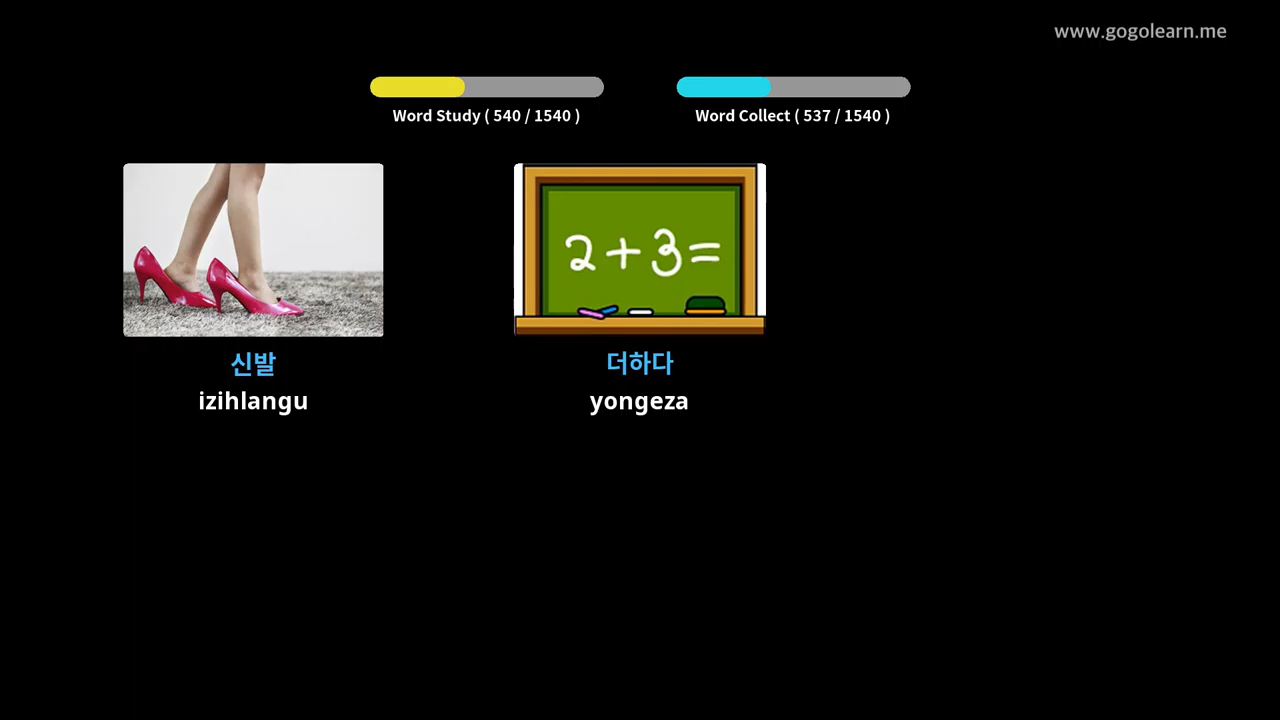 www.gogolearn.me
Word Study ( 540 / 1540 )
Word Collect ( 537 / 1540 )
2+3=
신발
더하다
izihlangu
yongeza